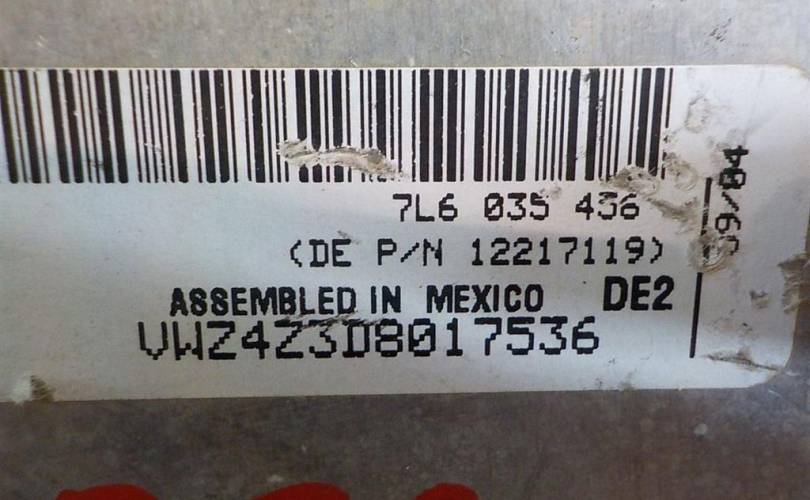 7L6 035 436
(DE P/N 12217119)
ASSEMBLED IN MEXICO DE2
VWZ4Z3D8017536
09/04